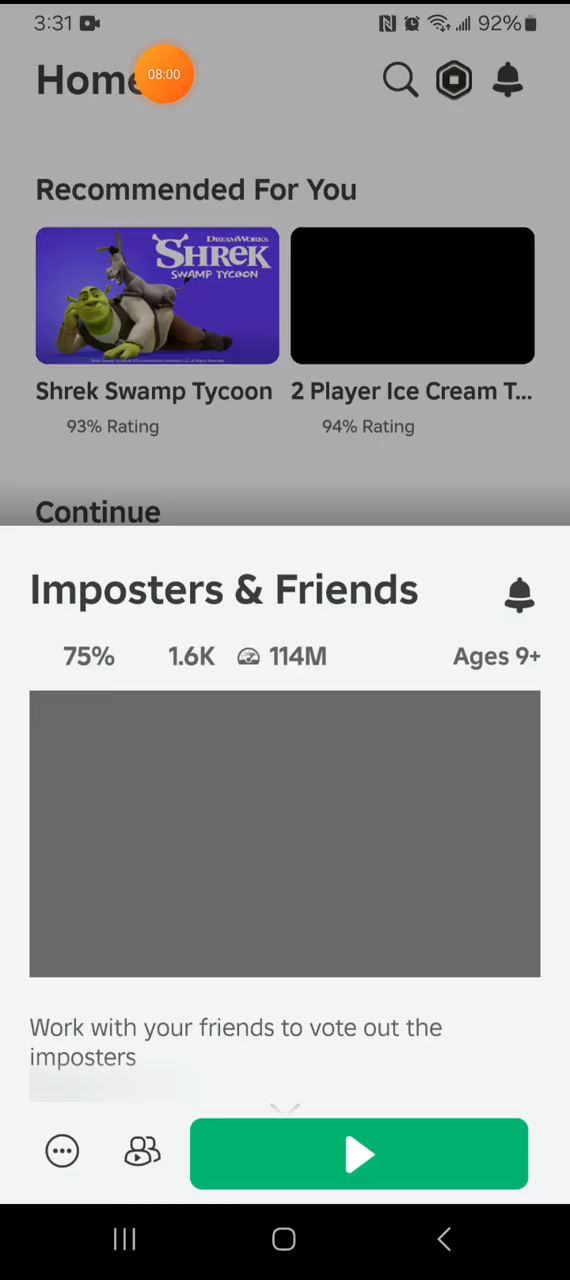 3:31 92%
Home
08:00
Recommended For You
DREAMWORKS
SHREK
SWAMP TYCOON
Shrek Swamp Tycoon
93% Rating
2 Player Ice Cream T...
94% Rating
Continue
Imposters & Friends
75% 1.6K 114M Ages 9+
Work with your friends to vote out the
imposters